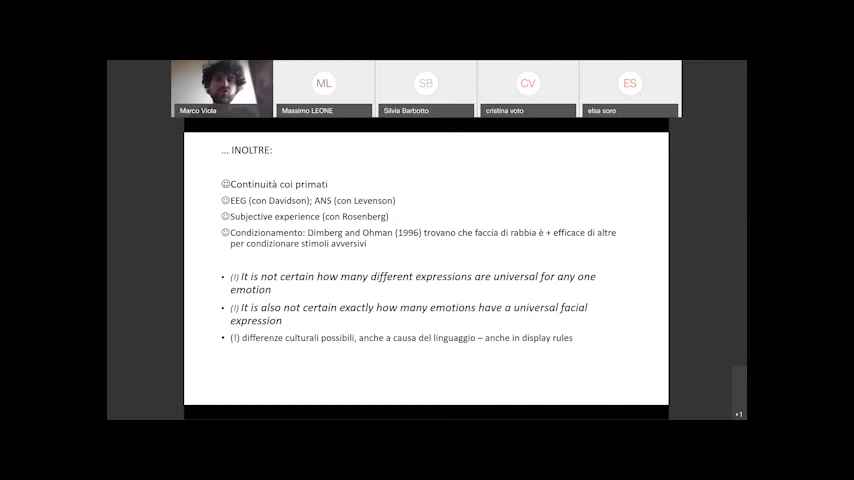 ML
SB
CV
ES
Marco Viola
Massimo LEONE
Silvia Barbotto
cristina voto
elsa soro
... INOLTRE:
☺Continuità coi primati
☺EEG (con Davidson); ANS (con Levenson)
☺Subjective experience (con Rosenberg)
☺Condizionamento: Dimberg and Ohman (1996) trovano che faccia di rabbia è + efficace di altre
per condizionare stimoli avversivi
• (!) It is not certain how many different expressions are universal for any one
emotion
• (!) It is also not certain exactly how many emotions have a universal facial
expression
• (!) differenze culturali possibili, anche a causa del linguaggio – anche in display rules
+1